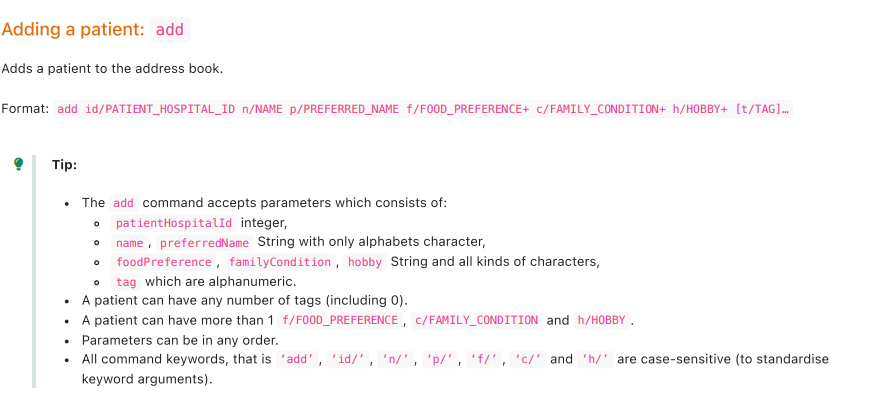 Adding a patient: add
Adds a patient to the address book.
Format: add id/PATIENT_HOSPITAL_ID n/NAME p/PREFERRED_NAME f/FOOD_PREFERENCE+ c/FAMILY_CONDITION+ h/HOBBY+ [t/TAG]…
Tip:
• The add command accepts parameters which consists of:
patientHospitalId integer,
name , preferredName String with only alphabets character,
foodPreference , familyCondition , hobby String and all kinds of characters,
tag which are alphanumeric.
• A patient can have any number of tags (including 0).
• A patient can have more than 1 f/FOOD_PREFERENCE , c/FAMILY_CONDITION and h/HOBBY .
• Parameters can be in any order.
• All command keywords, that is ‘add’ , ‘id/’ , ‘n/’ , ‘p/’ , ‘f/’ , ‘c/’ and ‘h/’ are case-sensitive (to standardise
keyword arguments).